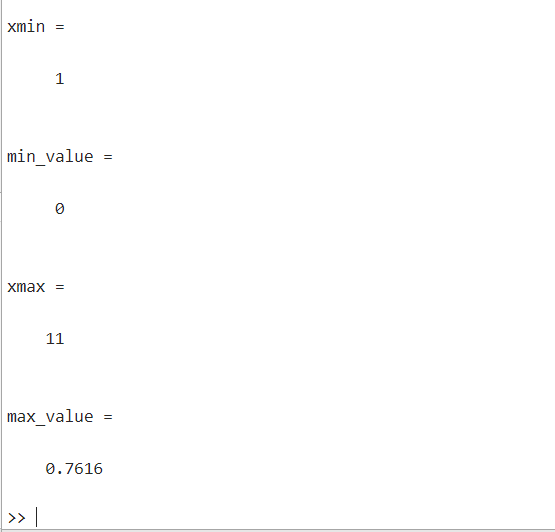 xmin =
1
min_value =
0
xmax =
11
max_value =
0.7616
>>